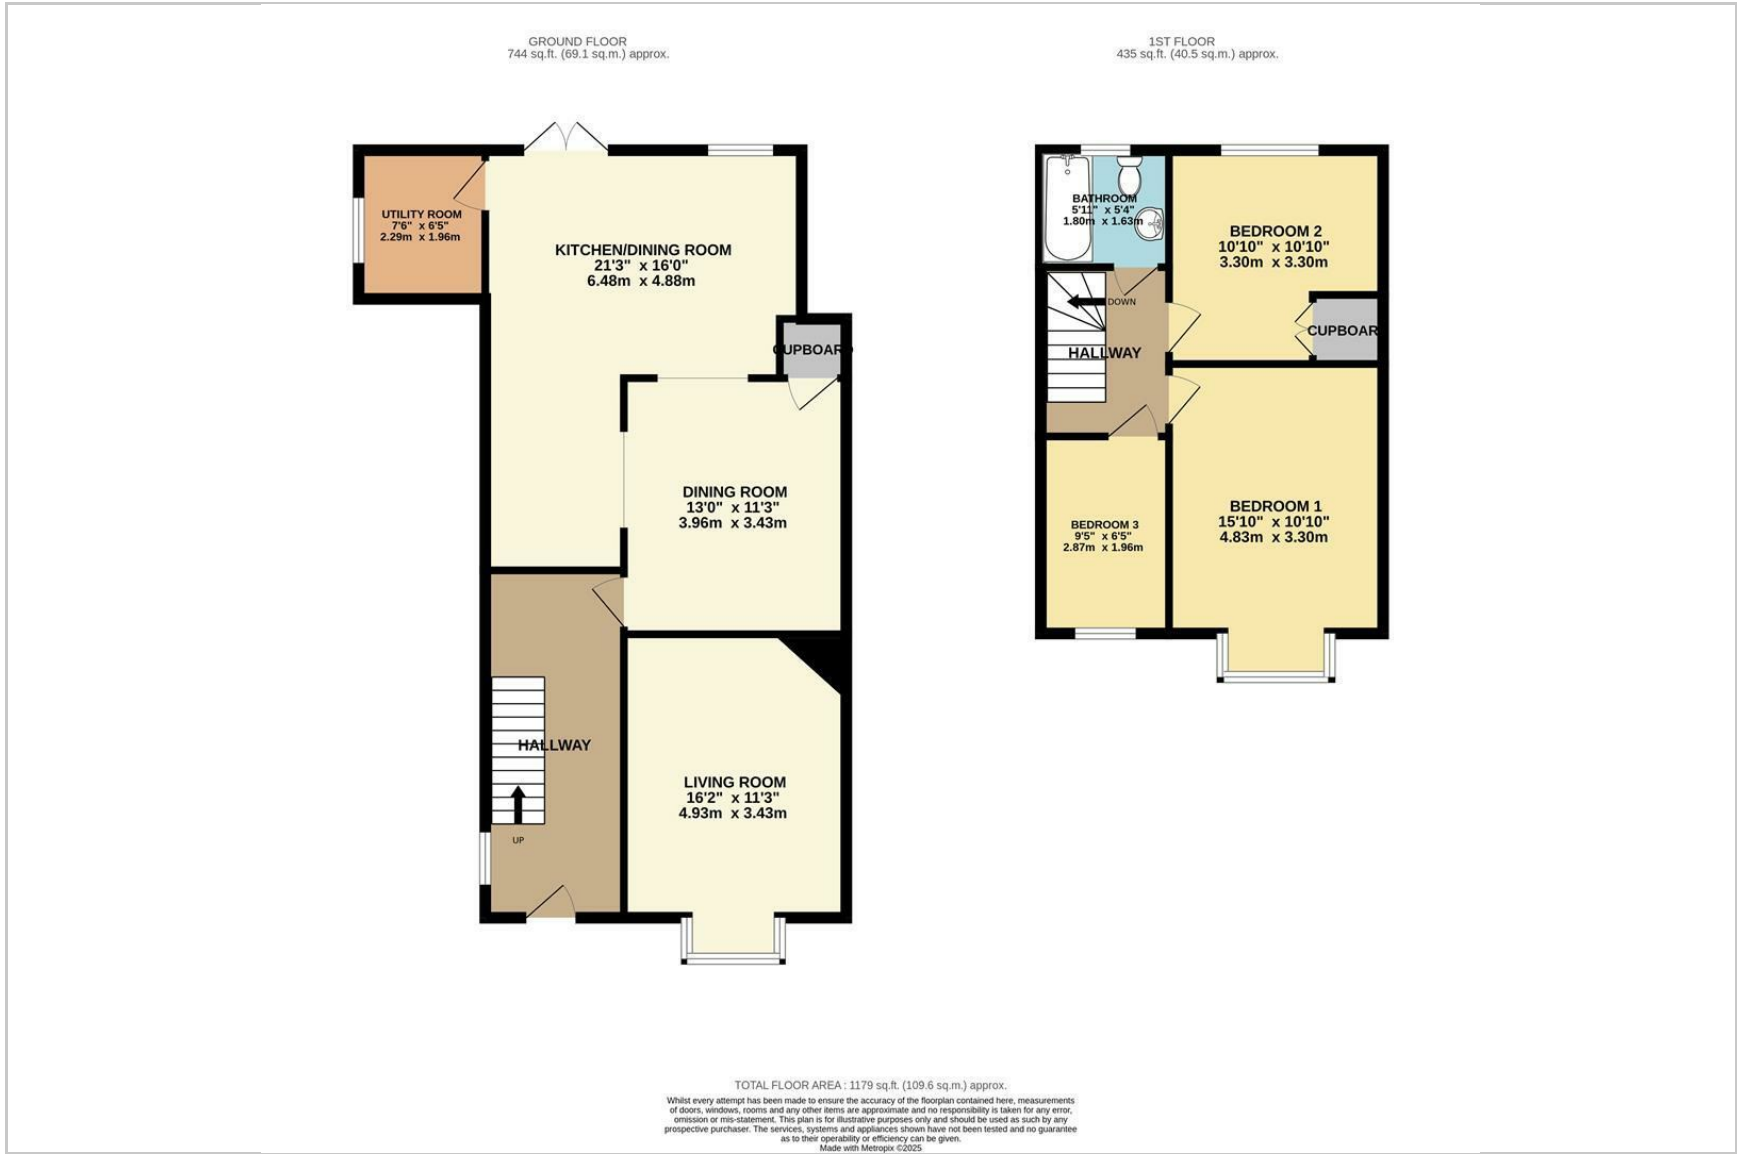 GROUND FLOOR
744 sq.ft. (69.1 sq.m.) approx.
1ST FLOOR
435 sq.ft. (40.5 sq.m.) approx.
UTILITY ROOM
7'6" x 6'5"
2.29m x 1.96m
KITCHEN/DINING ROOM
21'3" x 16'0"
6.48m x 4.88m
CUPBOARD
DINING ROOM
13'0" x 11'3"
3.96m x 3.43m
HALLWAY
UP
LIVING ROOM
16'2" x 11'3"
4.93m x 3.43m
BATHROOM
5'11" x 5'4"
1.80m x 1.63m
BEDROOM 2
10'10" x 10'10"
3.30m x 3.30m
DOWN
CUPBOAR
HALLWAY
BEDROOM 3
9'5" x 6'5"
2.87m x 1.96m
BEDROOM 1
15'10" x 10'10"
4.83m x 3.30m
TOTAL FLOOR AREA : 1179 sq.ft. (109.6 sq.m.) approx.
Whilst every attempt has been made to ensure the accuracy of the floorplan contained here, measurements
of doors, windows, rooms and any other items are approximate and no responsibility is taken for any error,
omission or mis-statement. This plan is for illustrative purposes only and should be used as such by any
prospective purchaser. The services, systems and appliances shown have not been tested and no guarantee
as to their operability or efficiency can be given.
Made with Metropix ©2025